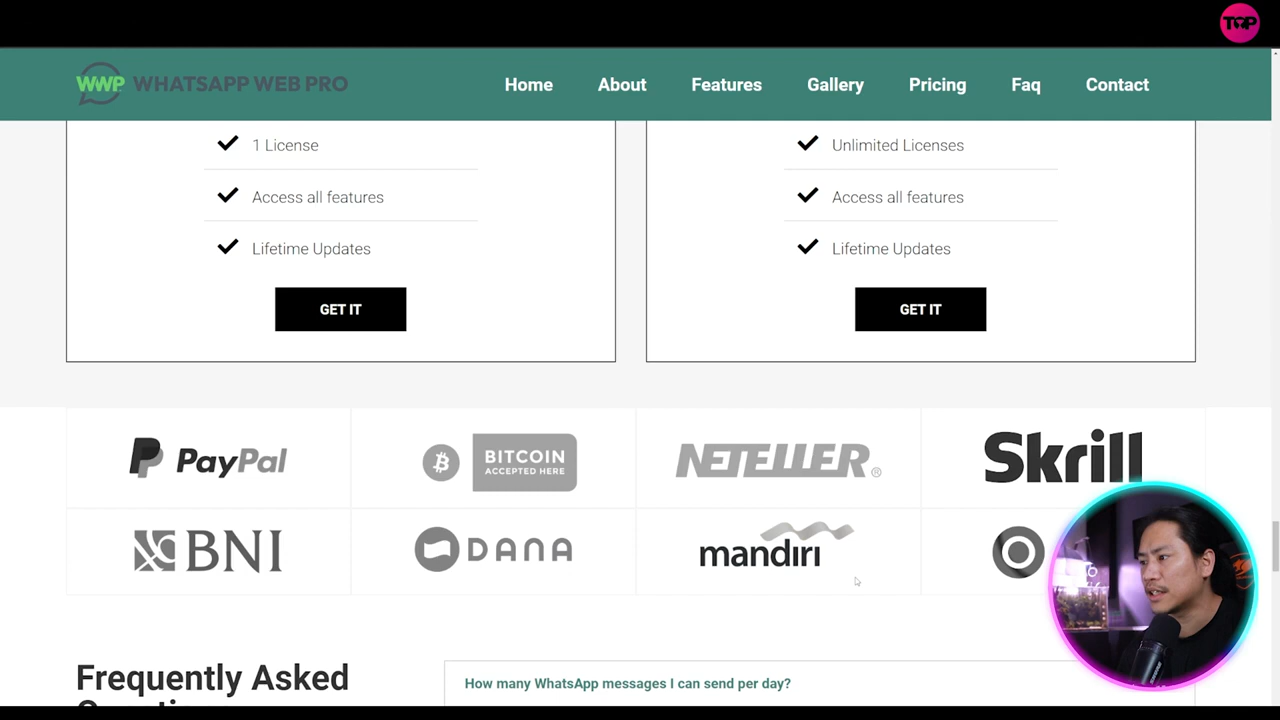 TOP
WWP WHATSAPP WEB PRO
Home About Features Gallery Pricing Faq Contact
1 License
Access all features
Lifetime Updates
GET IT
Unlimited Licenses
Access all features
Lifetime Updates
GET IT
PayPal
BITCOIN
ACCEPTED HERE
NETELLER®
Skrill
BNI
DANA
mandiri
Frequently Asked
How many WhatsApp messages I can send per day?